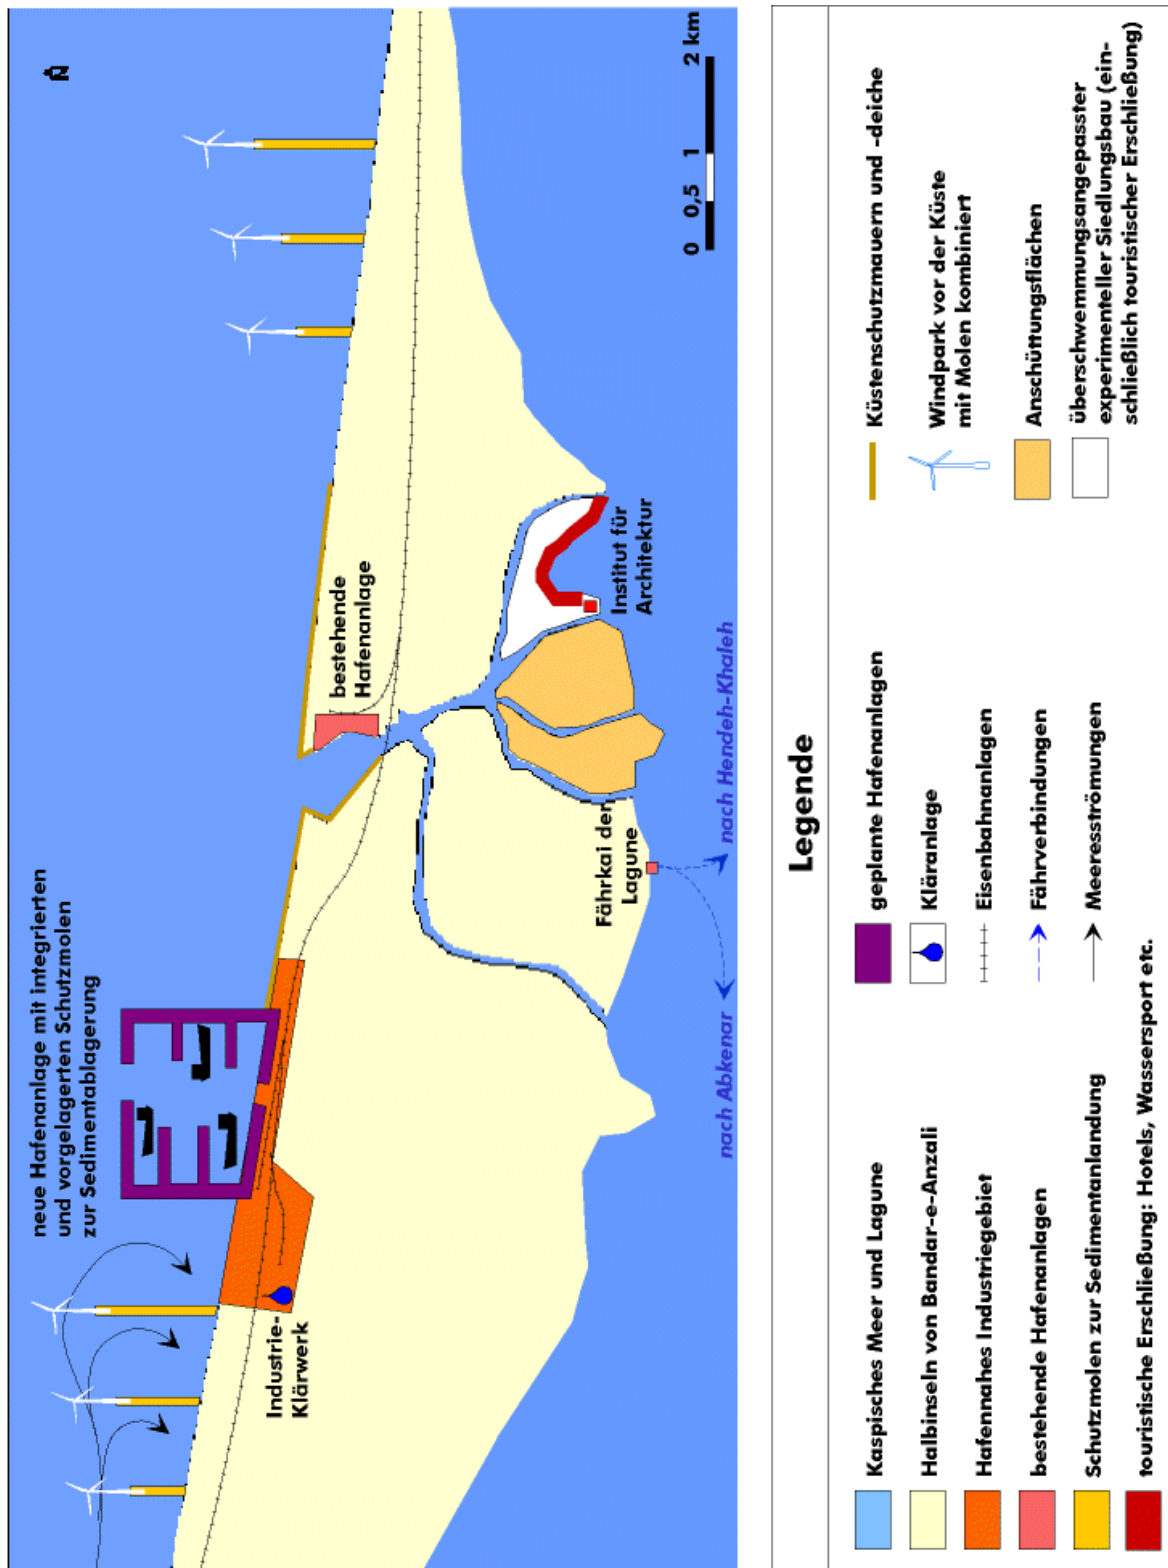 N
neue Hafenanlage mit integrierten
und vorgelagerten Schutzmolen
zur Sedimentablagerung
Industrie-
Klärwerk
bestehende
Hafenanlage
Fährkai der
Lagune
Institut für
Architektur
nach Abkenar
nach Hendeh-Khaleh
0 0,5 1 2 km
Legende
Kaspisches Meer und Lagune
Halbinseln von Bandar-e-Anzali
Hafennahes Industriegebiet
bestehende Hafenanlagen
Schutzmolen zur Sedimentanlandung
touristische Erschließung: Hotels, Wassersport etc.
geplante Hafenanlagen
Kläranlage
Eisenbahnanlagen
Fährverbindungen
Meeresströmungen
Küstenschutzmauern und -deiche
Windpark vor der Küste
mit Molen kombiniert
Anschüttungsflächen
überschwemmungsangepasster
experimenteller Siedlungsbau (ein-
schließlich touristischer Erschließung)